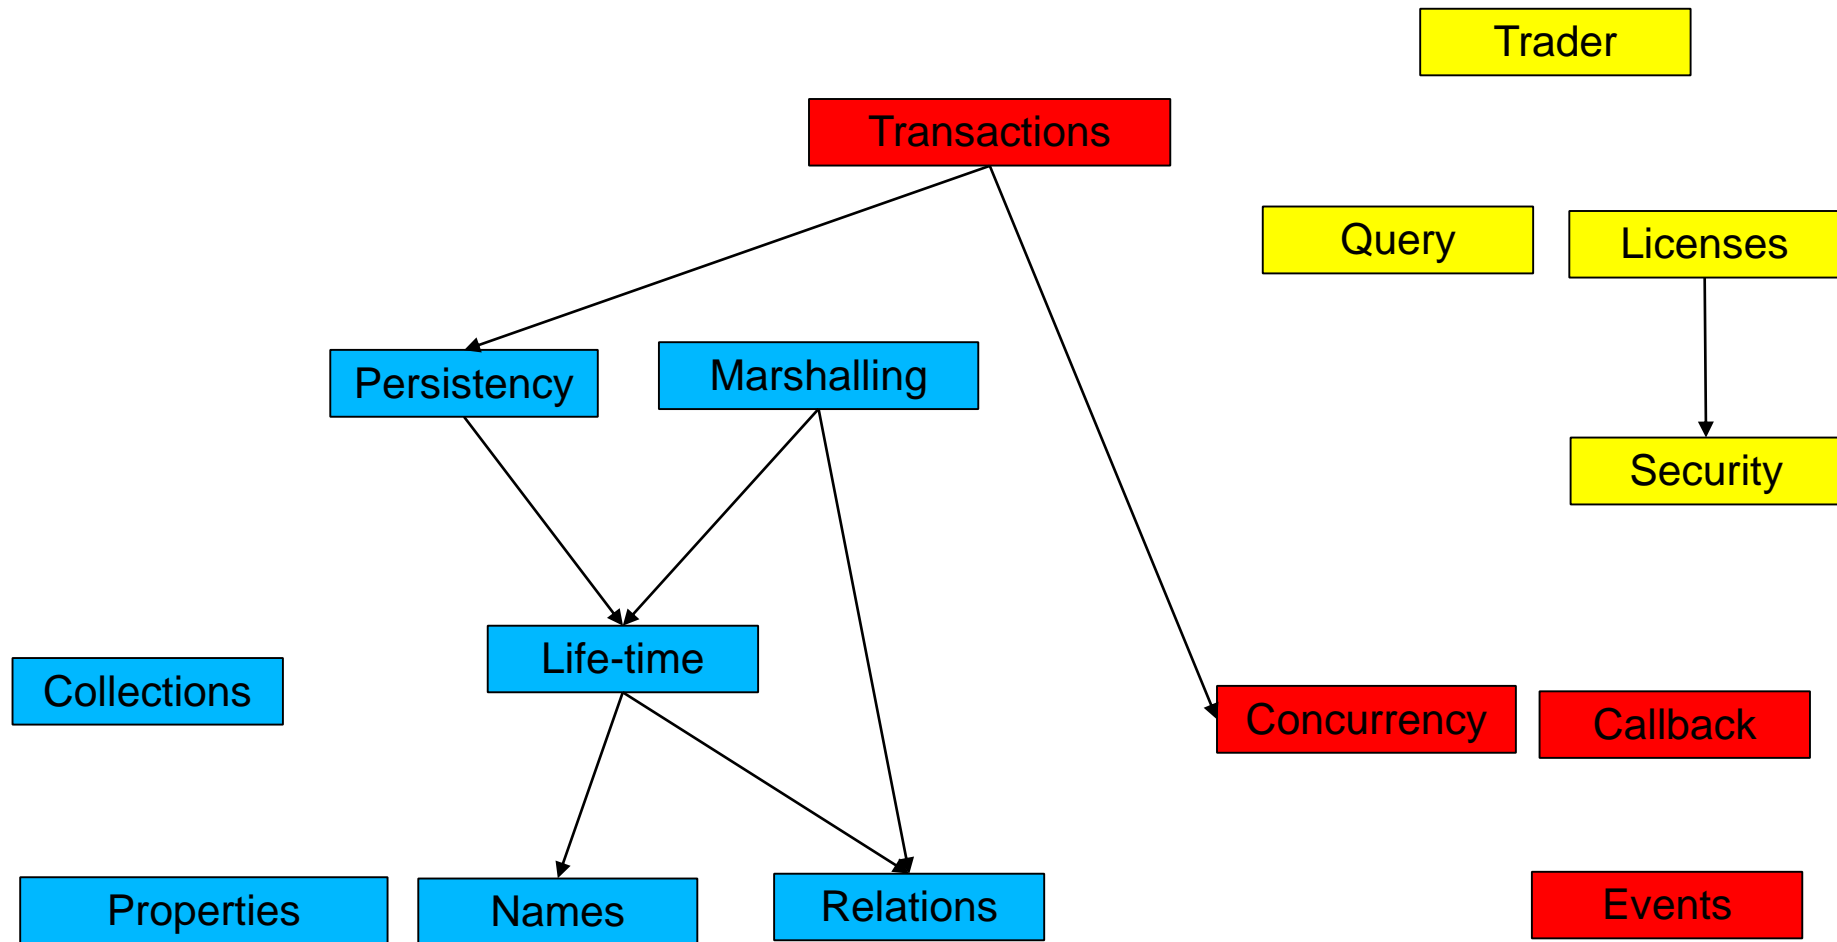 Trader
Transactions
Query
Licenses
Persistency
Marshalling
Security
Life-time
Collections
Concurrency
Callback
Properties
Names
Relations
Events